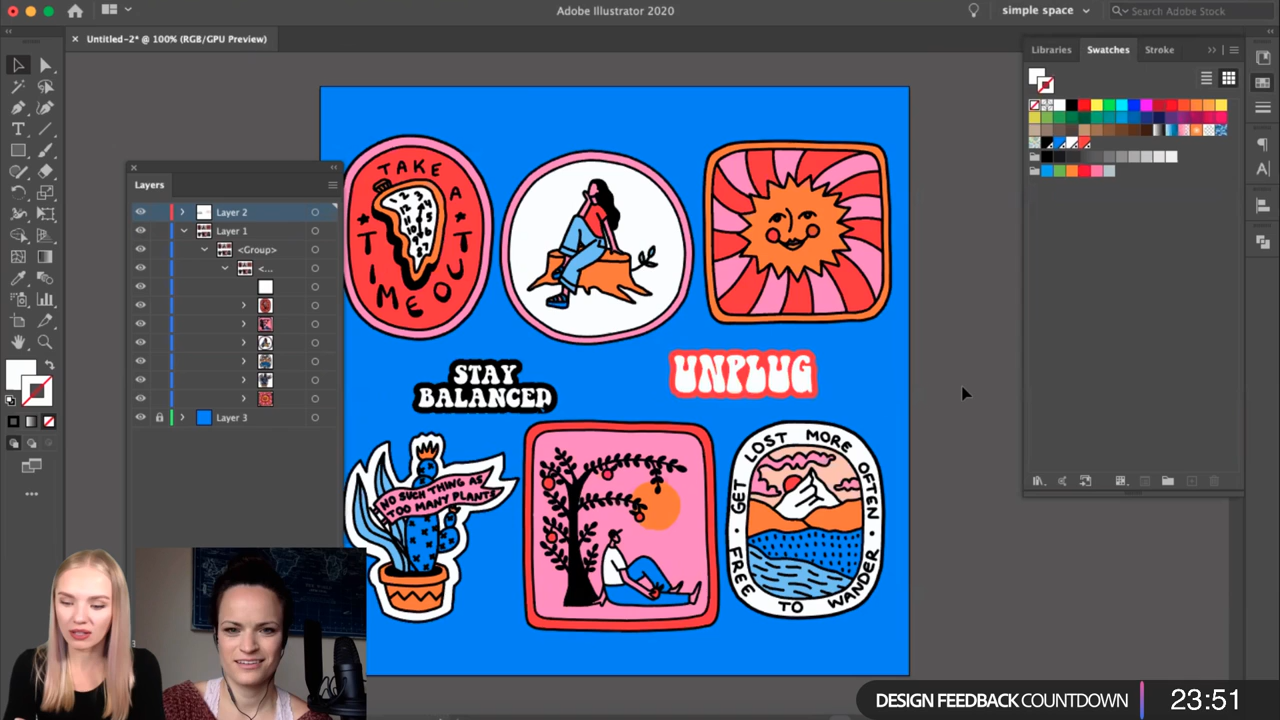 Adobe Illustrator 2020
simple space
Search Adobe Stock
Untitled-2* @ 100% (RGB/GPU Preview)
Libraries
Swatches
Stroke
Layers
Layer 2
Layer 1
<Group>
<...
Layer 3
TAKE A TIME OUT
STAY
BALANCED
UNPLUG
NO SUCH THING AS
TOO MANY PLANTS
GET LOST MORE OFTEN
FREE TO WANDER
DESIGN FEEDBACK COUNTDOWN
23:51